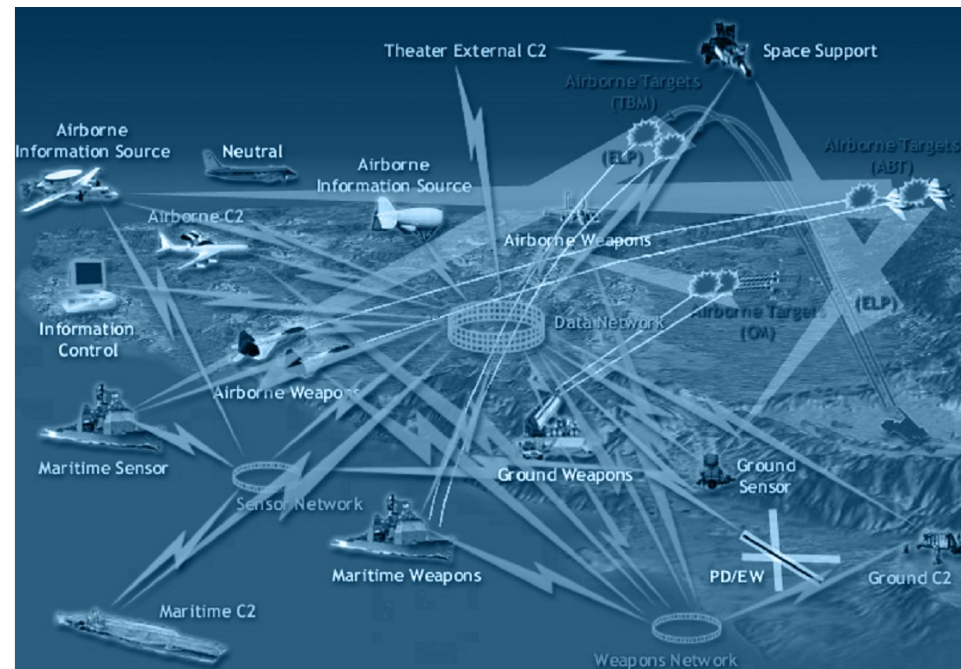 Theater External C2
Space Support
Airborne Targets
(TBM)
Airborne
Information Source
Neutral
(ELP)
Airborne Targets
(ABT)
Airborne
Information Source
Airborne C2
Airborne Weapons
Information
Control
Data Network
Airborne Targets
(CM)
(ELP)
Airborne Weapons
Maritime Sensor
Ground Weapons
Ground
Sensor
Sensor Network
Maritime Weapons
PD/EW
Ground C2
Maritime C2
Weapons Network